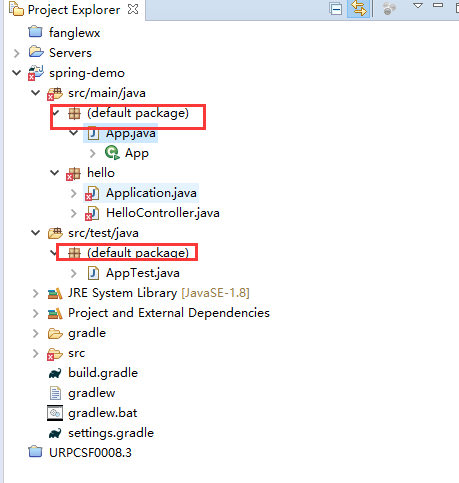 Project Explorer
fanglewx
Servers
spring-demo
src/main/java
(default package)
App.java
App
hello
Application.java
HelloController.java
src/test/java
(default package)
AppTest.java
JRE System Library [JavaSE-1.8]
Project and External Dependencies
gradle
src
build.gradle
gradlew
gradlew.bat
settings.gradle
URPCSF0008.3